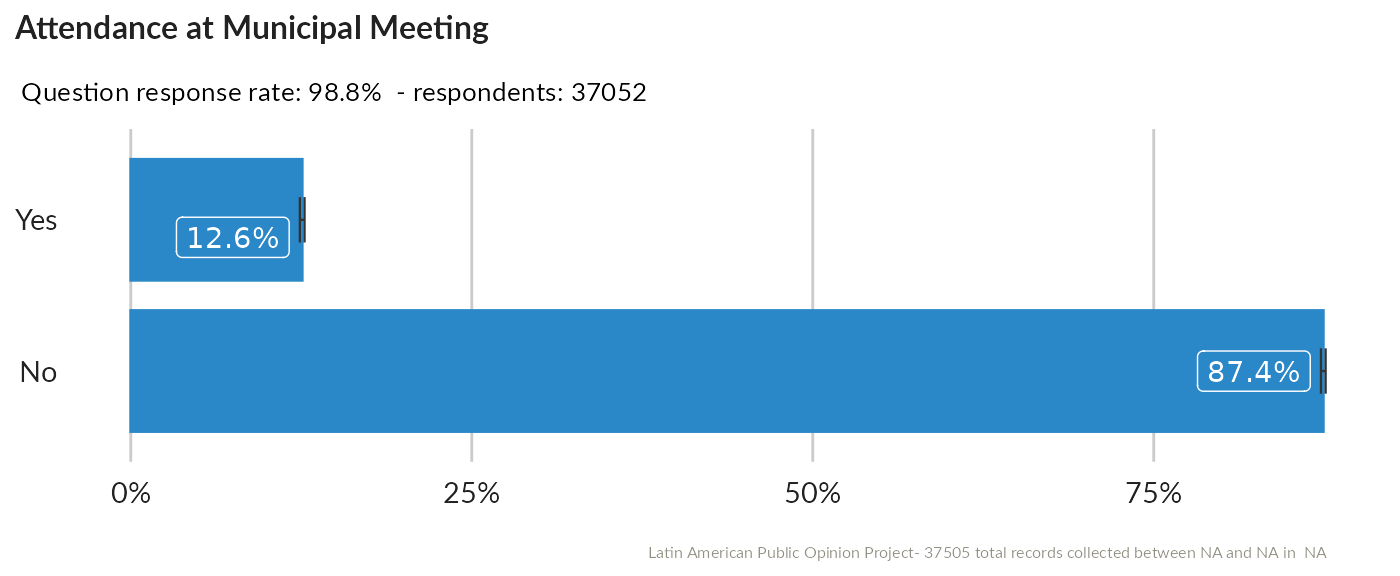 Attendance at Municipal Meeting
Question response rate: 98.8% - respondents: 37052
Yes
12.6%
No
87.4%
0% 25% 50% 75%
Latin American Public Opinion Project- 37505 total records collected between NA and NA in NA